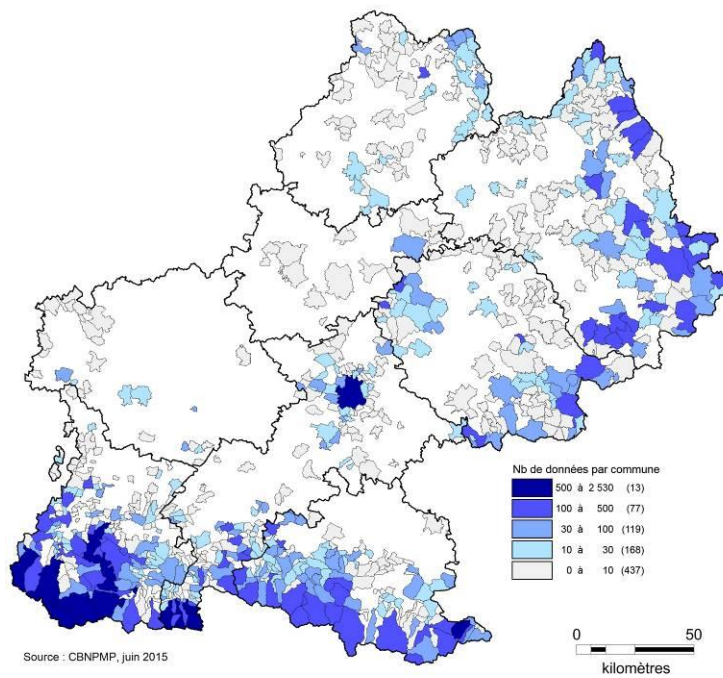 Nb de données par commune
500 à 2 530 (13)
100 à 500 (77)
30 à 100 (119)
10 à 30 (168)
0 à 10 (437)
0 50
kilomètres
Source : CBNPMP, juin 2015